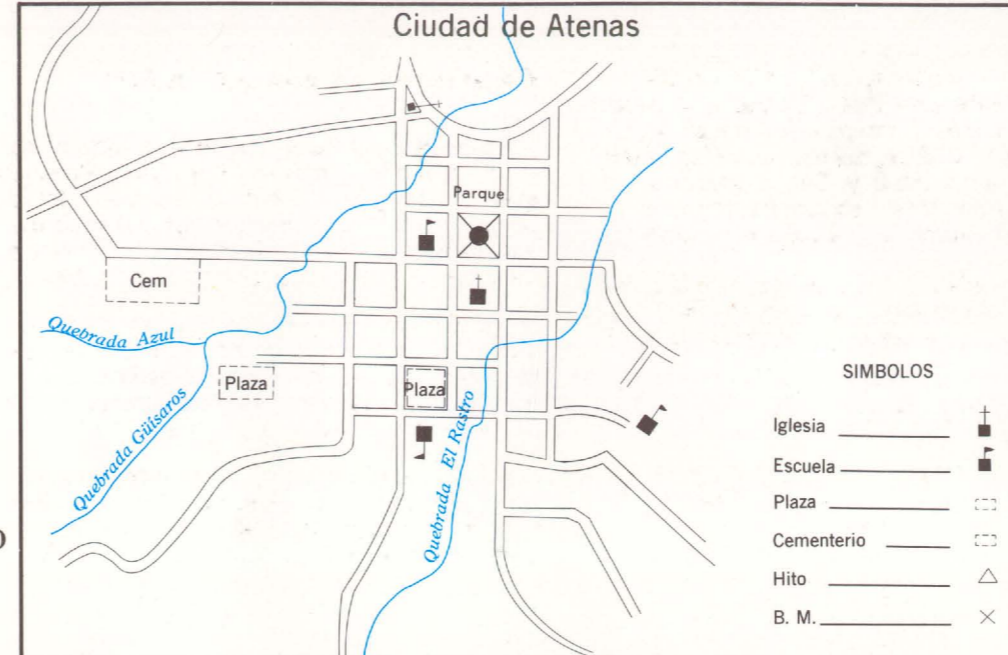 Ciudad de Atenas
Parque
Cem
Quebrada Azul
Plaza
Plaza
Quebrada Güísaros
Quebrada El Rastro
SIMBOLOS
Iglesia
Escuela
Plaza
Cementerio
Hito
B. M.